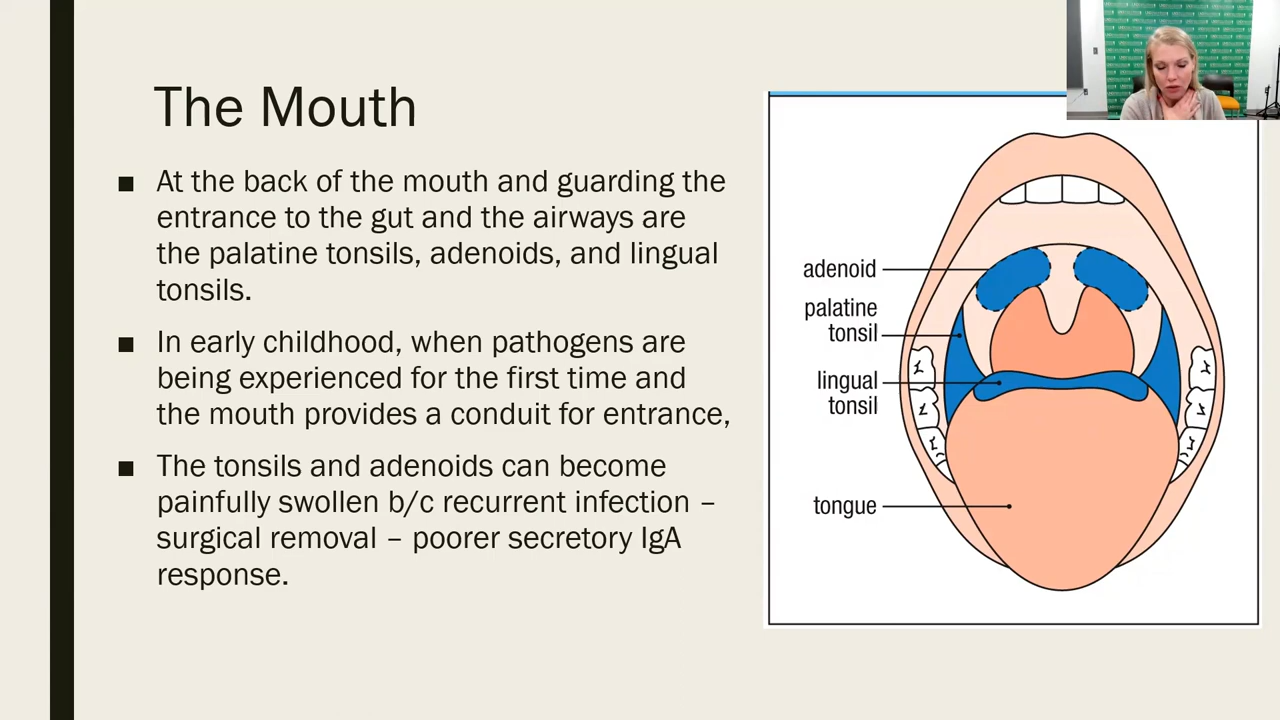 The Mouth
■ At the back of the mouth and guarding the
entrance to the gut and the airways are
the palatine tonsils, adenoids, and lingual
tonsils.
■ In early childhood, when pathogens are
being experienced for the first time and
the mouth provides a conduit for entrance,
■ The tonsils and adenoids can become
painfully swollen b/c recurrent infection –
surgical removal – poorer secretory IgA
response.
adenoid
palatine
tonsil
lingual
tonsil
tongue